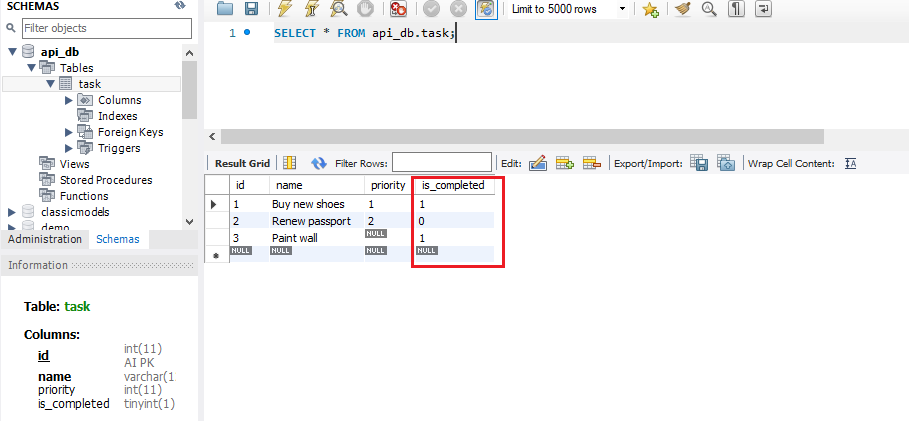 SCHEMAS
Filter objects
api_db
Tables
task
Columns
Indexes
Foreign Keys
Triggers
Views
Stored Procedures
Functions
classicmodels
demo
Administration Schemas
Information
Table: task
Columns:
id int(11)
AI PK
name varchar(1
priority int(11)
is_completed tinyint(1)
Limit to 5000 rows
1 SELECT * FROM api_db.task;
Result Grid Filter Rows: Edit: Export/Import: Wrap Cell Content:
id name priority is_completed
1 Buy new shoes 1 1
2 Renew passport 2 0
3 Paint wall NULL 1
NULL NULL NULL NULL